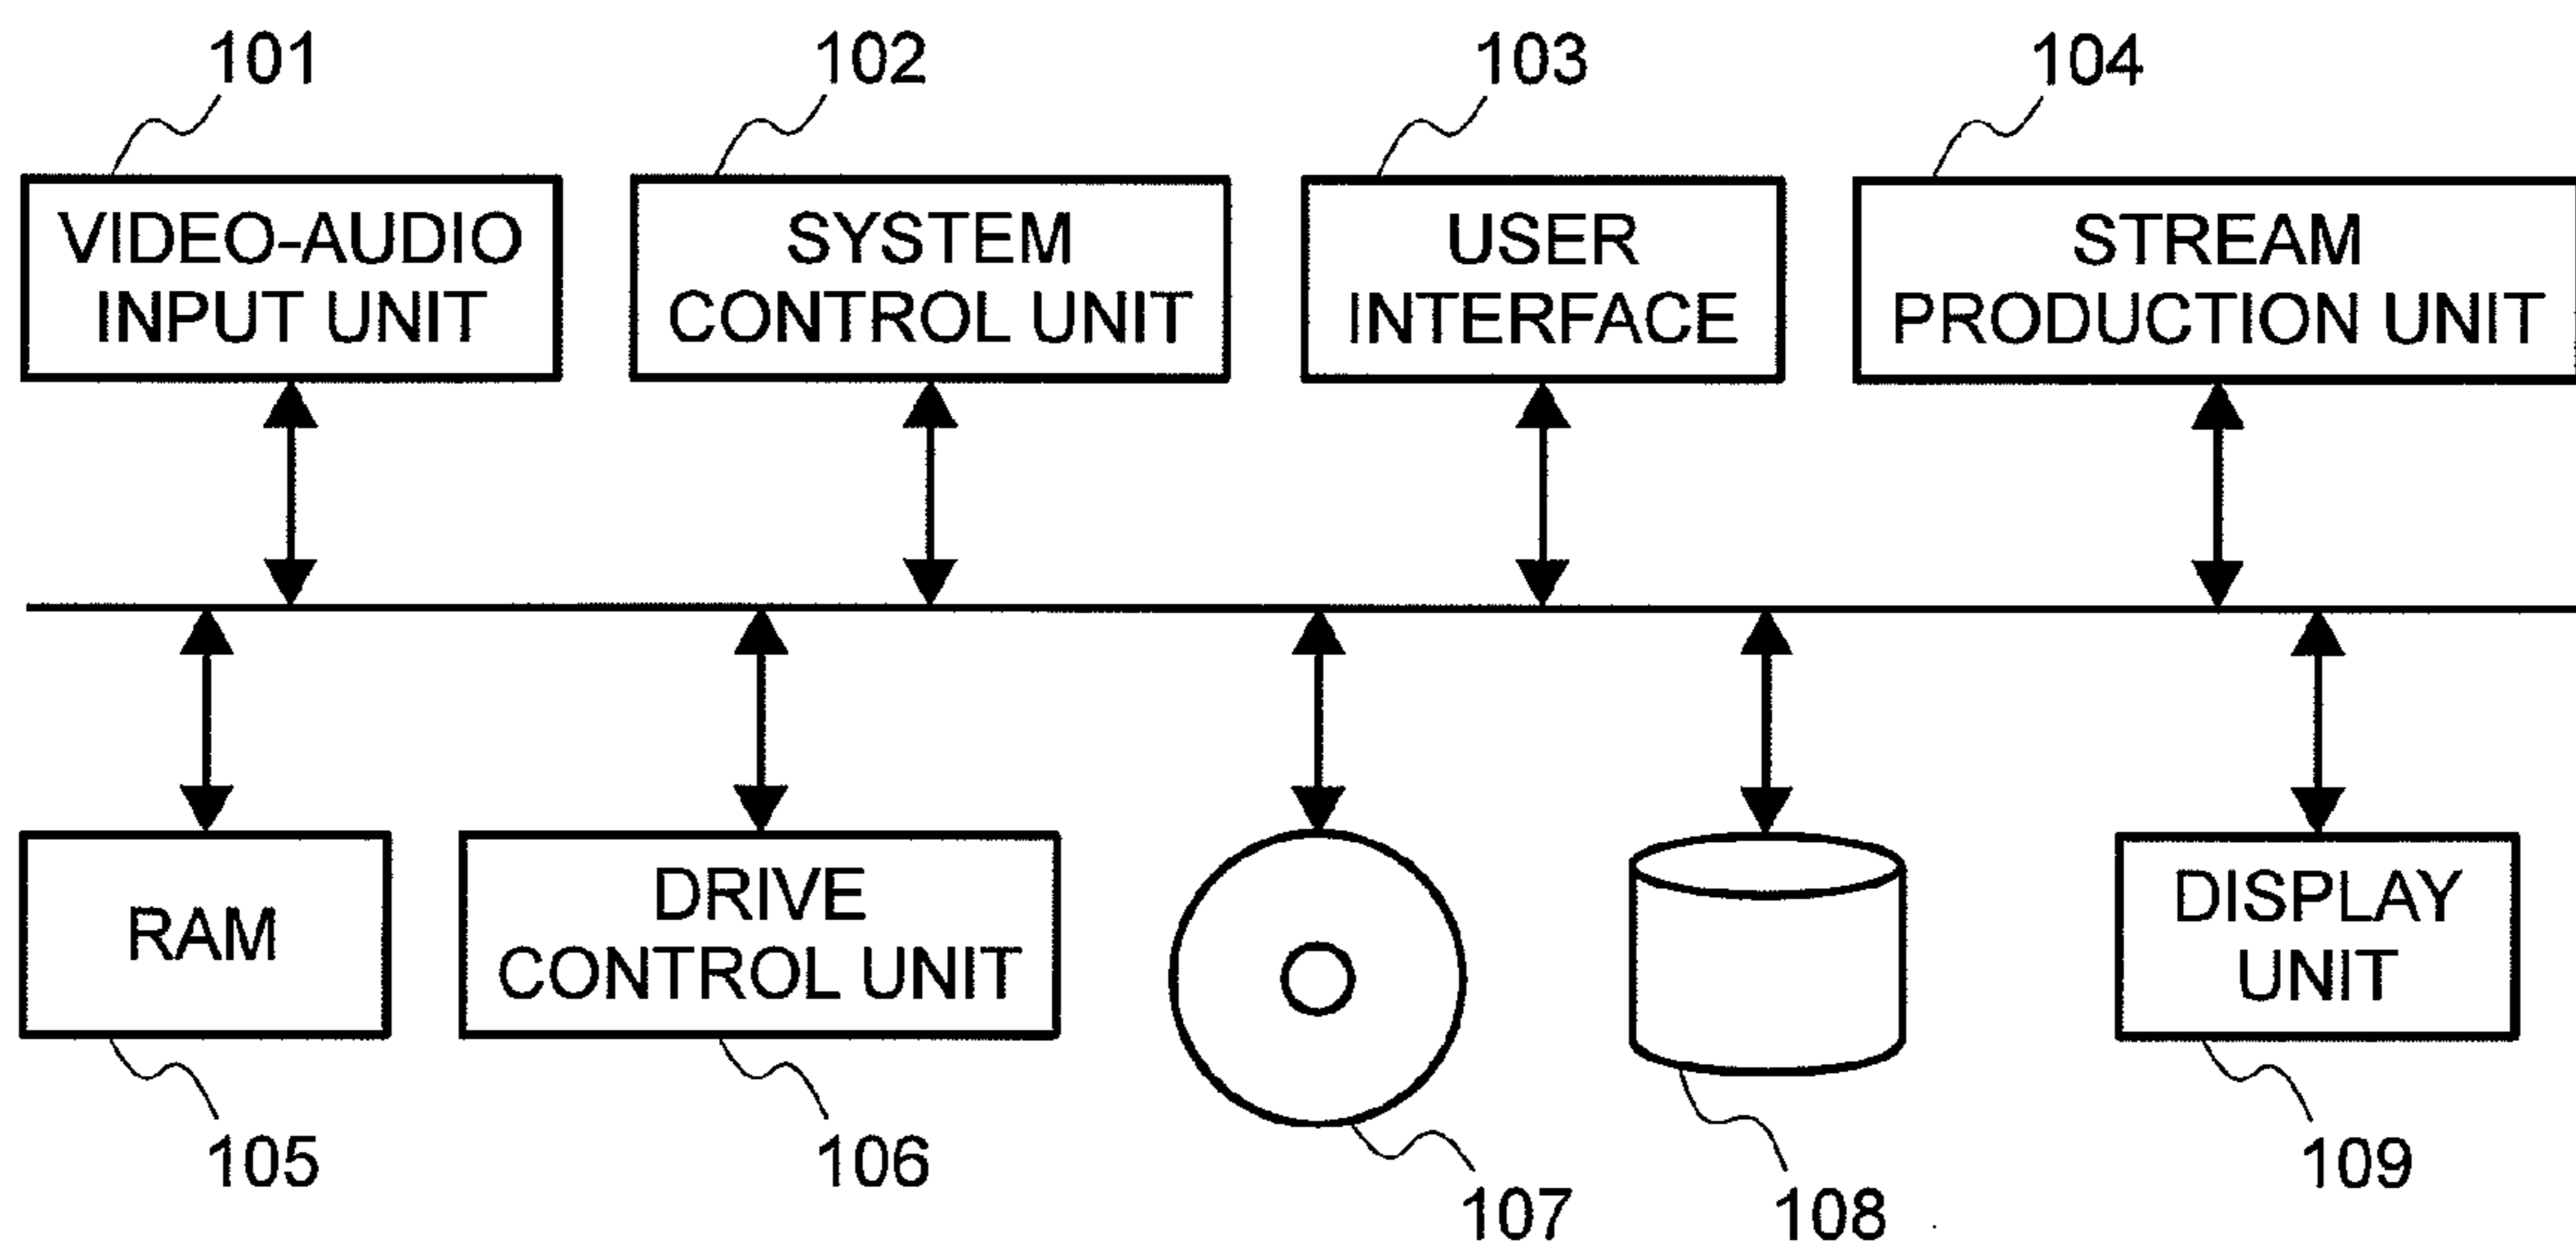 101
102
103
104
VIDEO-AUDIO
INPUT UNIT
SYSTEM
CONTROL UNIT
USER
INTERFACE
STREAM
PRODUCTION UNIT
RAM
DRIVE
CONTROL UNIT
DISPLAY
UNIT
105
106
107
108
109